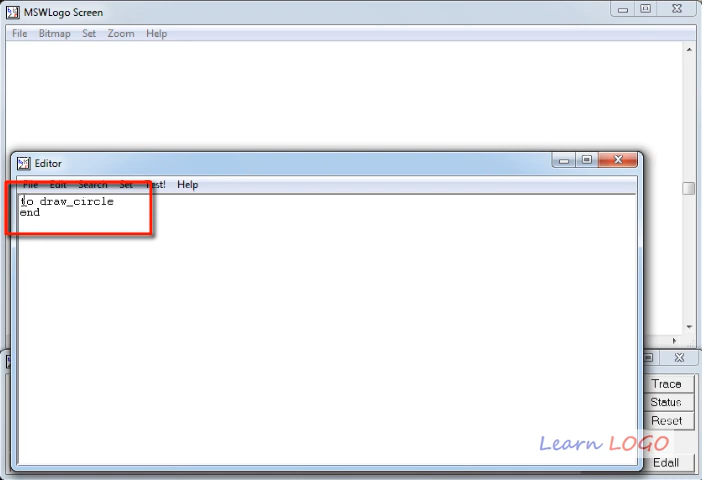 MSWLogo Screen
File Bitmap Set Zoom Help
Editor
File Edit Search Set Test! Help
to draw_circle
end
Trace
Status
Reset
Edall
Learn LOGO